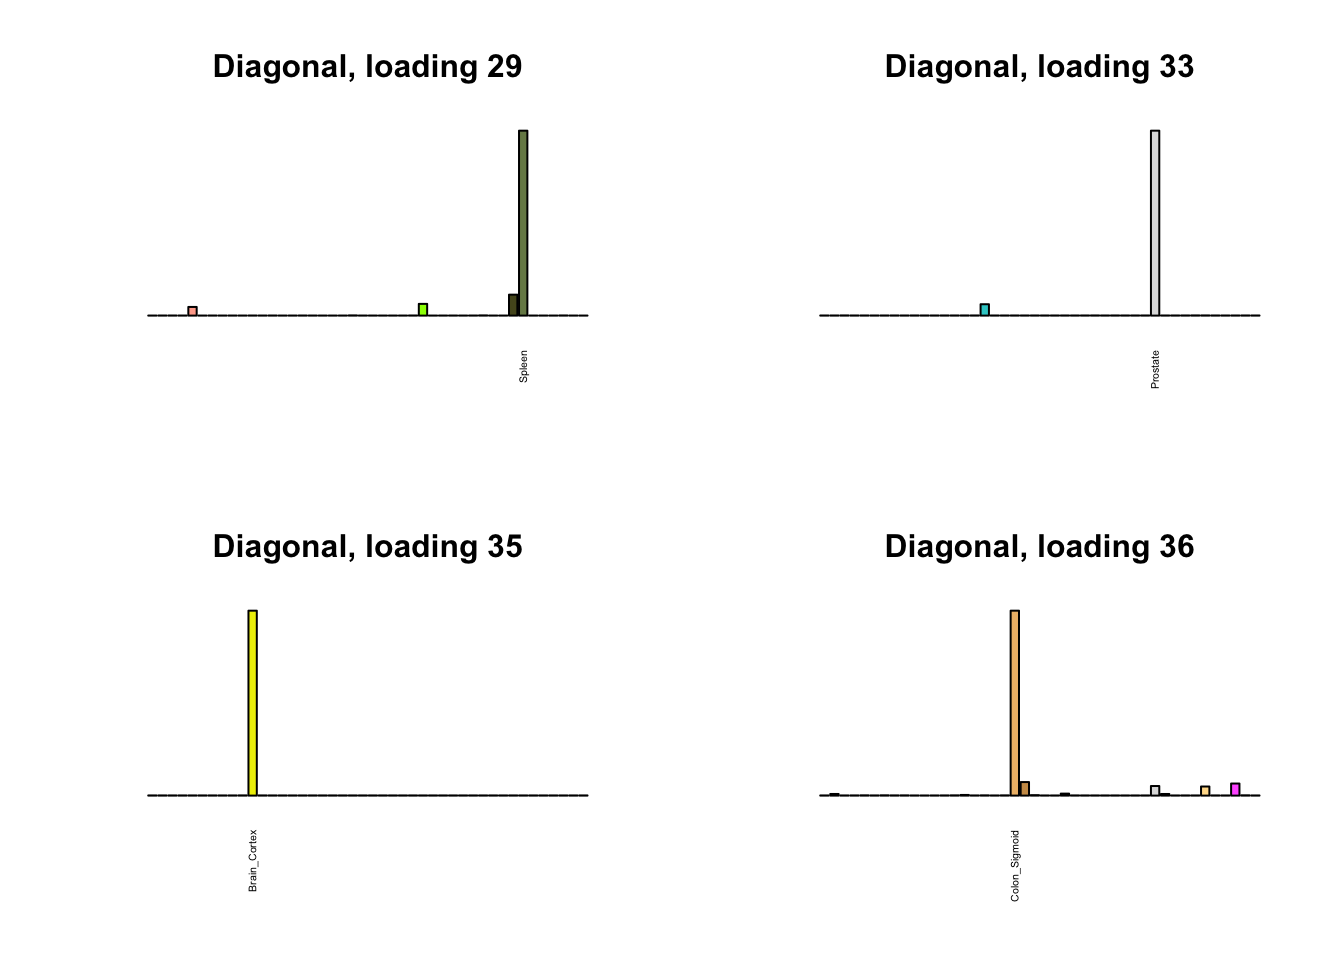 Diagonal, loading 29
Diagonal, loading 33
Spleen
Prostate
Diagonal, loading 35
Diagonal, loading 36
Brain_Cortex
Colon_Sigmoid